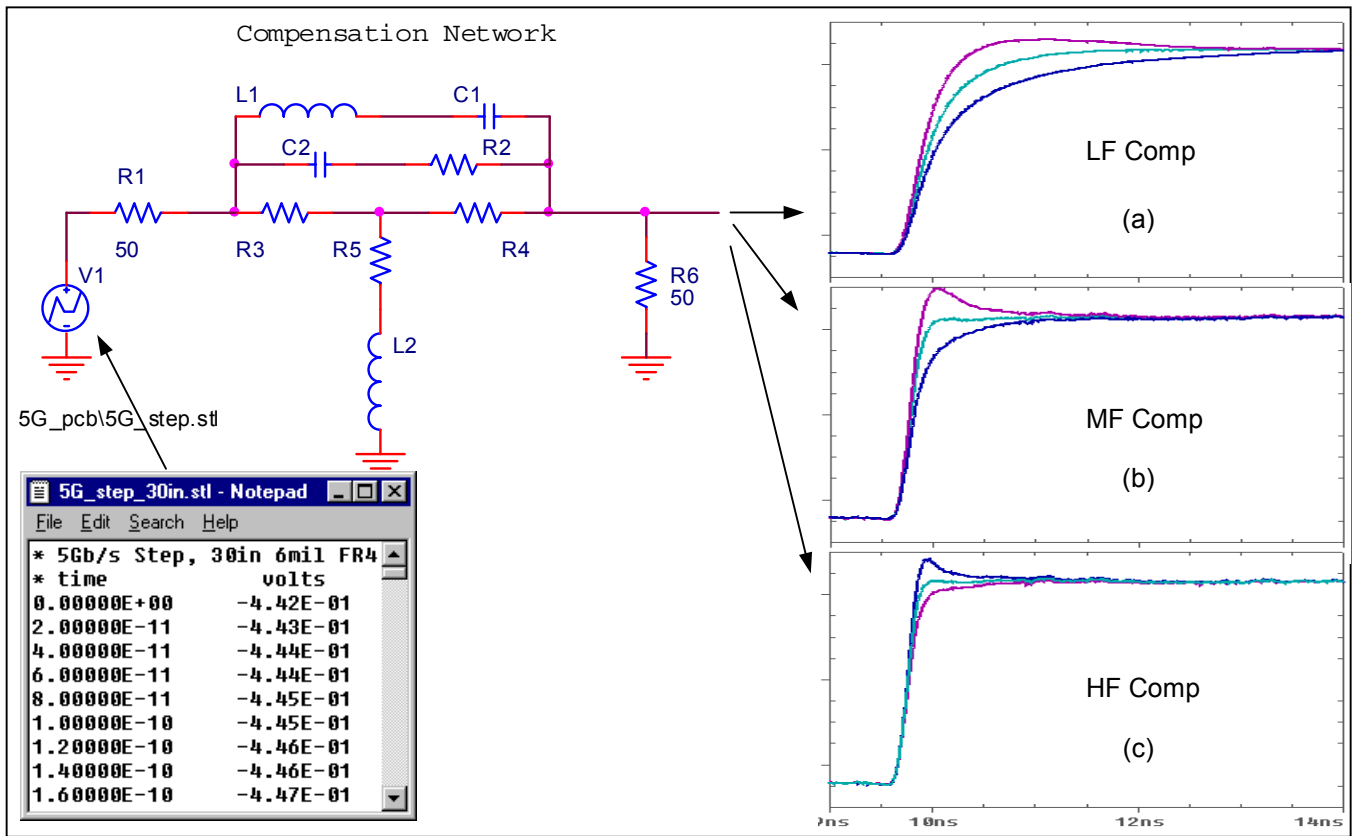 Compensation Network
L1
C1
C2
R2
R1
50
R3
R5
R4
V1
R6
50
L2
5G_pcb\5G_step.stl
5G_step_30in.stl - Notepad
File Edit Search Help
* 5Gb/s Step, 30in 6mil FR4
* time volts
0.00000E+00 -4.42E-01
2.00000E-11 -4.43E-01
4.00000E-11 -4.44E-01
6.00000E-11 -4.44E-01
8.00000E-11 -4.45E-01
1.00000E-10 -4.45E-01
1.20000E-10 -4.46E-01
1.40000E-10 -4.46E-01
1.60000E-10 -4.47E-01
LF Comp
(a)
MF Comp
(b)
HF Comp
(c)
10ns 12ns 14ns